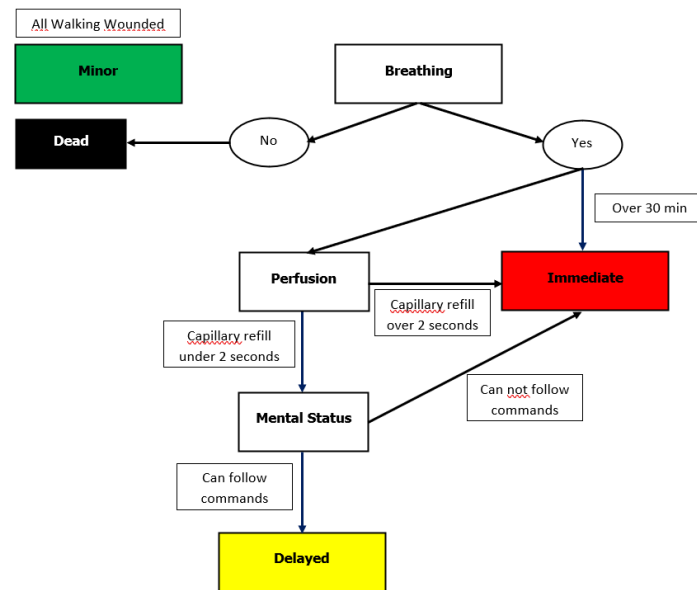 All Walking Wounded
Minor
Breathing
Dead
No
Yes
Over 30 min
Perfusion
Immediate
Capillary refill
over 2 seconds
Capillary refill
under 2 seconds
Can not follow
commands
Mental Status
Can follow
commands
Delayed